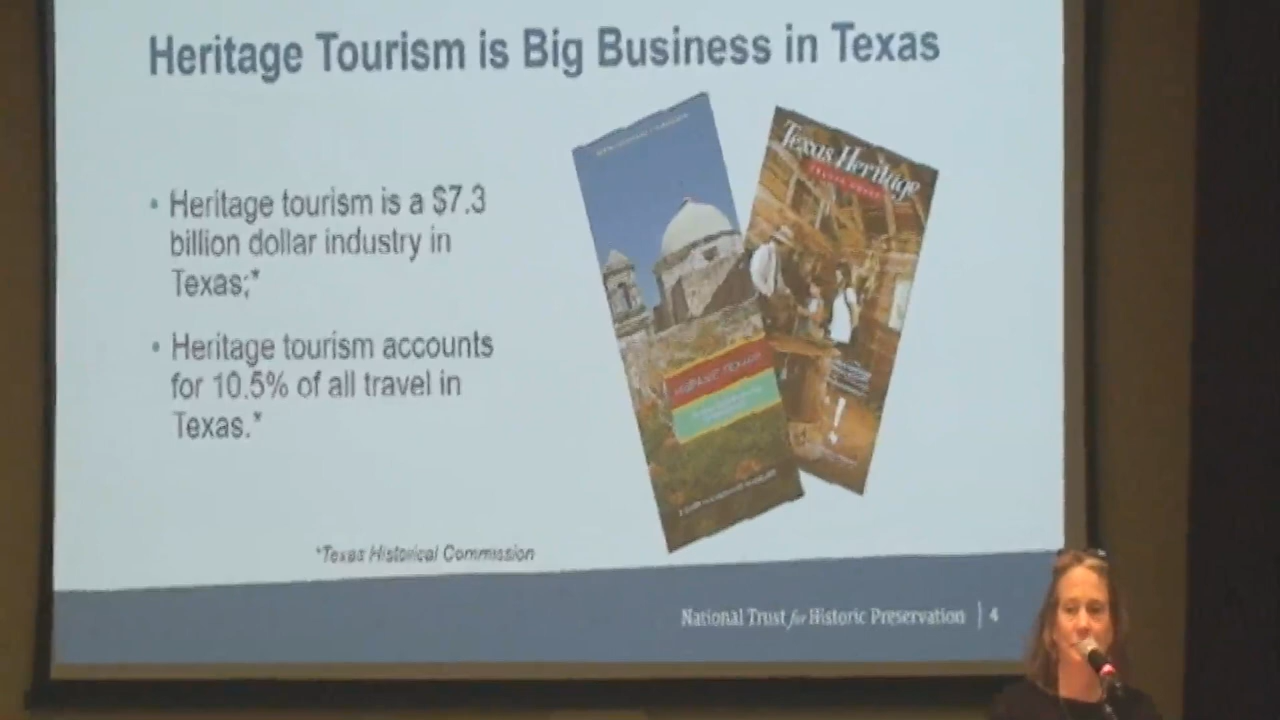 Heritage Tourism is Big Business in Texas
Heritage tourism is a $7.3
billion dollar industry in
Texas;*
Heritage tourism accounts
for 10.5% of all travel in
Texas.*
*Texas Historical Commission
Texas Heritage
HISPANIC TEXANS
National Trust for Historic Preservation | 4